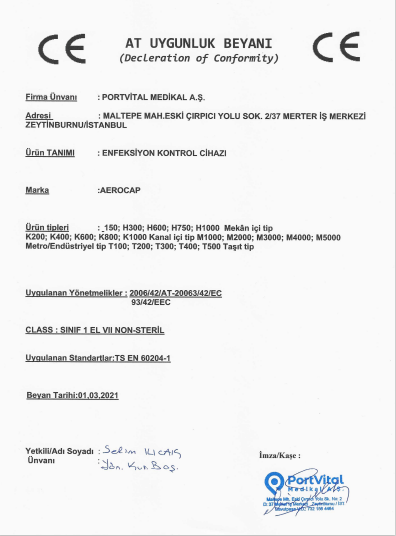 CE
AT UYGUNLUK BEYANI
CE
(Decleration of Conformity)
Firma Ünvanı : PORTVİTAL MEDİKAL A.Ş.
Adresi : MALTEPE MAH.ESKİ ÇIRPICI YOLU SOK. 2/37 MERTER İŞ MERKEZİ
ZEYTİNBURNU/İSTANBUL
Ürün TANIMI : ENFEKSİYON KONTROL CİHAZI
Marka :AEROCAP
Ürün tipleri : 150; H300; H600; H750; H1000 Mekân içi tip
K200; K400; K600; K800; K1000 Kanal içi tip M1000; M2000; M3000; M4000; M5000
Metro/Endüstriyel tip T100; T200; T300; T400; T500 Taşıt tip
Uygulanan Yönetmelikler : 2006/42/AT-20063/42/EC
93/42/EEC
CLASS : SINIF 1 EL VII NON-STERİL
Uygulanan Standartlar:TS EN 60204-1
Beyan Tarihi:01.03.2021
Yetkili/Adı Soyadı : Selim KICALIK
Ünvanı : Yön. Kur. Baş.
İmza/Kaşe :
PortVital
Medikal